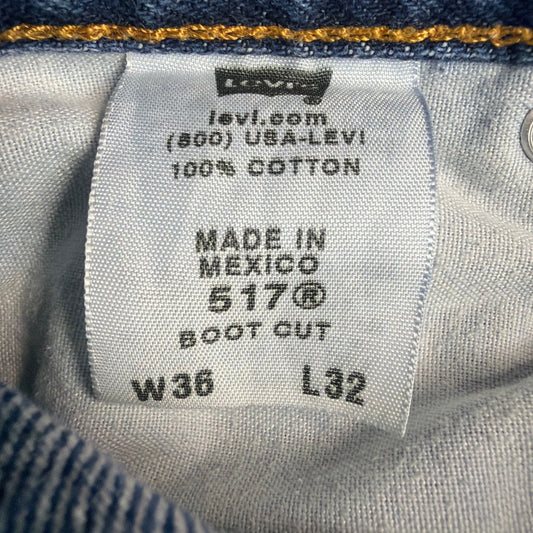 Levi's
levi.com
(800) USA-LEVI
100% COTTON
MADE IN
MEXICO
517®
BOOT CUT
W36 L32